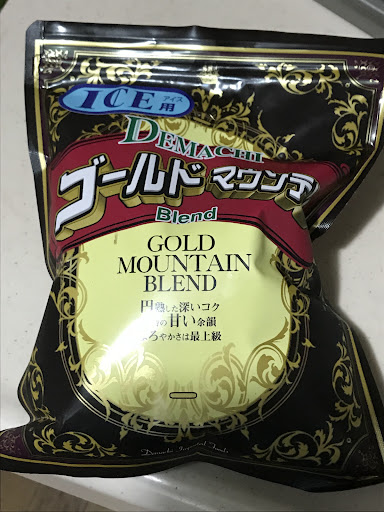 ICE アイス用
DEMACHI
ゴールドマウンテ
Blend
GOLD
MOUNTAIN
BLEND
円熟した深いコク
の甘い余韻
ろやかさは最上級